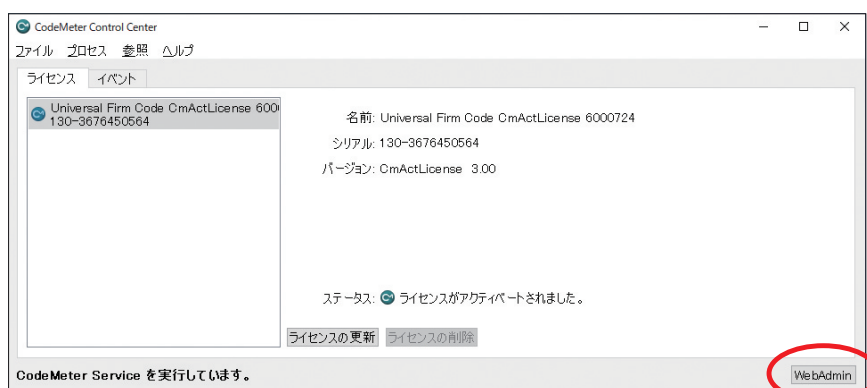 CodeMeter Control Center
ファイル プロセス 参照 ヘルプ
ライセンス イベント
Universal Firm Code CmActLicense 600
130-3676450564
名前: Universal Firm Code CmActLicense 6000724
シリアル: 130-3676450564
バージョン: CmActLicense 3.00
ステータス: ライセンスがアクティベートされました。
ライセンスの更新 ライセンスの削除
CodeMeter Service を実行しています。
WebAdmin